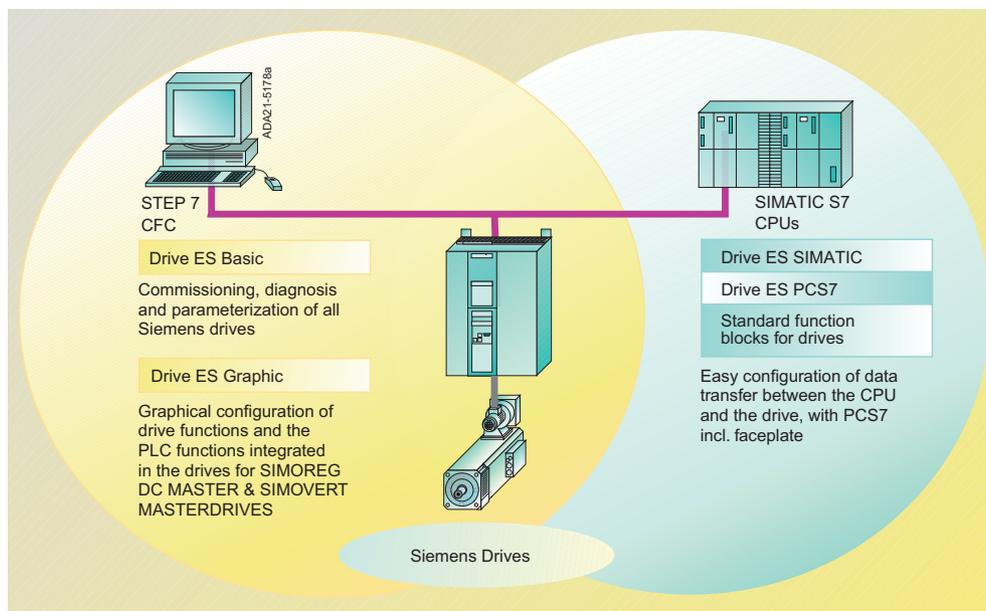 ADA21-5178a
STEP 7
CFC
Drive ES Basic
Commissioning, diagnosis
and parameterization of all
Siemens drives
Drive ES Graphic
Graphical configuration of
drive functions and the
PLC functions integrated
in the drives for SIMOREG
DC MASTER & SIMOVERT
MASTERDRIVES
SIMATIC S7
CPUs
Drive ES SIMATIC
Drive ES PCS7
Standard function
blocks for drives
Easy configuration of data
transfer between the CPU
and the drive, with PCS7
incl. faceplate
Siemens Drives